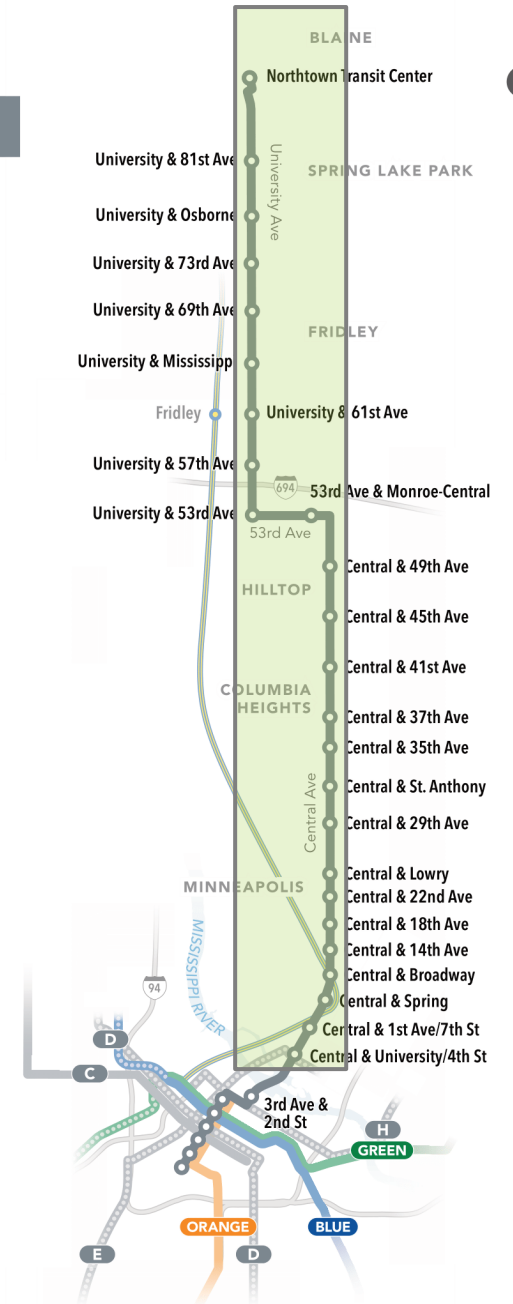 BLAINE
Northtown Transit Center
University & 81st Ave
University Ave
SPRING LAKE PARK
University & Osborne
University & 73rd Ave
University & 69th Ave
FRIDLEY
University & Mississipp
Fridley
University & 61st Ave
University & 57th Ave
694
53rd Ave & Monroe-Central
University & 53rd Ave
53rd Ave
Central & 49th Ave
HILLTOP
Central & 45th Ave
Central & 41st Ave
COLUMBIA
HEIGHTS
Central & 37th Ave
Central & 35th Ave
Central & St. Anthony
Central Ave
Central & 29th Ave
Central & Lowry
MINNEAPOLIS
Central & 22nd Ave
Central & 18th Ave
Central & 14th Ave
MISSISSIPPI RIVER
Central & Broadway
94
Central & Spring
Central & 1st Ave/7th St
D
Central & University/4th St
C
3rd Ave &
2nd St
H
GREEN
ORANGE
BLUE
E
D